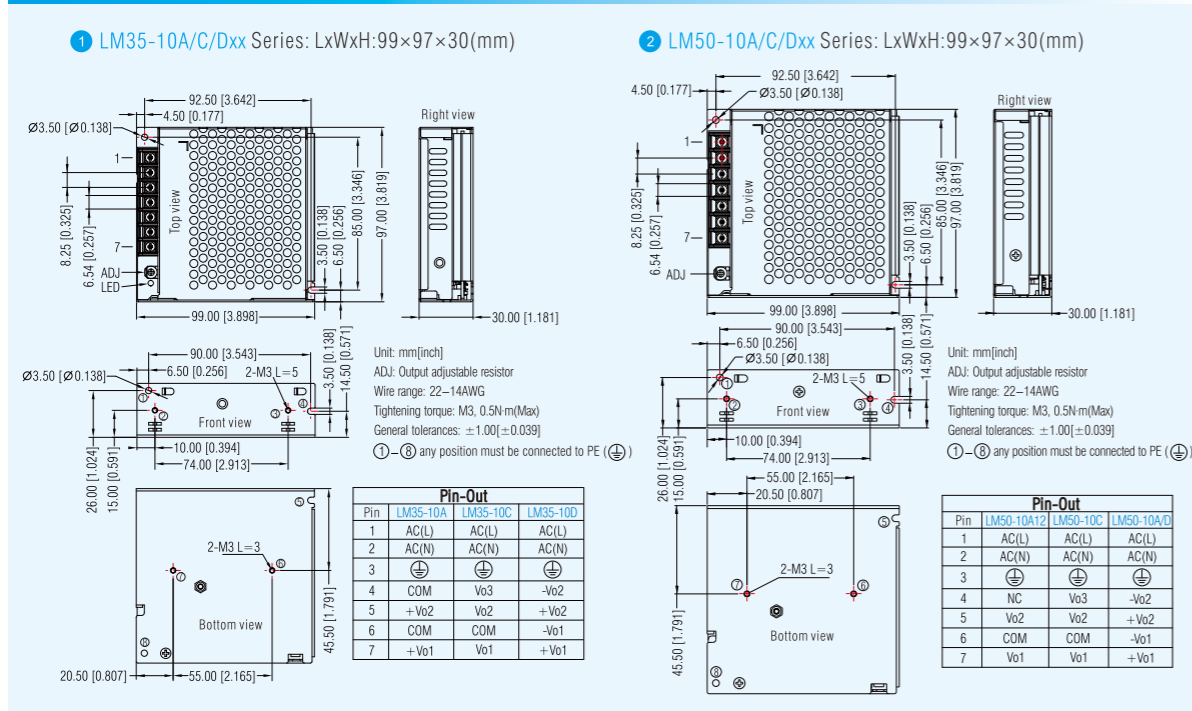 1 LM35-10A/C/Dxx Series: LxWxH:99×97×30(mm)
92.50 [3.642]
4.50 [0.177]
Ø3.50 [Ø0.138]
Right view
1
Top view
7
ADJ
LED
8.25 [0.325]
6.54 [0.257]
3.50 [0.138]
6.50 [0.256]
85.00 [3.346]
97.00 [3.819]
99.00 [3.898]
30.00 [1.181]
90.00 [3.543]
6.50 [0.256]
2-M3 L=5
Ø3.50 [Ø0.138]
① ② ③ ④
Front view
3.50 [0.138]
14.50 [0.571]
10.00 [0.394]
74.00 [2.913]
26.00 [1.024]
15.00 [0.591]
Unit: mm[inch]
ADJ: Output adjustable resistor
Wire range: 22–14AWG
Tightening torque: M3, 0.5N·m(Max)
General tolerances: ±1.00[±0.039]
①–⑧ any position must be connected to PE (⏚)
⑤
2-M3 L=3
⑥
⑦
Bottom view
⑧
45.50 [1.791]
20.50 [0.807]
55.00 [2.165]
Pin-Out
Pin LM35-10A LM35-10C LM35-10D
1 AC(L) AC(L) AC(L)
2 AC(N) AC(N) AC(N)
3 ⏚ ⏚ ⏚
4 COM Vo3 -Vo2
5 +Vo2 Vo2 +Vo2
6 COM COM -Vo1
7 +Vo1 Vo1 +Vo1
2 LM50-10A/C/Dxx Series: LxWxH:99×97×30(mm)
92.50 [3.642]
4.50 [0.177]
Ø3.50 [Ø0.138]
Right view
1
Top view
7
ADJ
8.25 [0.325]
6.54 [0.257]
3.50 [0.138]
6.50 [0.256]
85.00 [3.346]
97.00 [3.819]
99.00 [3.898]
30.00 [1.181]
90.00 [3.543]
6.50 [0.256]
Ø3.50 [Ø0.138]
2-M3 L=5
① ② ③ ④
Front view
3.50 [0.138]
14.50 [0.571]
10.00 [0.394]
74.00 [2.913]
26.00 [1.024]
15.00 [0.591]
Unit: mm[inch]
ADJ: Output adjustable resistor
Wire range: 22–14AWG
Tightening torque: M3, 0.5N·m(Max)
General tolerances: ±1.00[±0.039]
①–⑧ any position must be connected to PE (⏚)
55.00 [2.165]
20.50 [0.807]
⑤
2-M3 L=3
⑦
⑥
Bottom view
⑧
45.50 [1.791]
Pin-Out
Pin LM50-10A12 LM50-10C LM50-10A/D
1 AC(L) AC(L) AC(L)
2 AC(N) AC(N) AC(N)
3 ⏚ ⏚ ⏚
4 NC Vo3 -Vo2
5 Vo2 Vo2 +Vo2
6 COM COM -Vo1
7 Vo1 Vo1 +Vo1